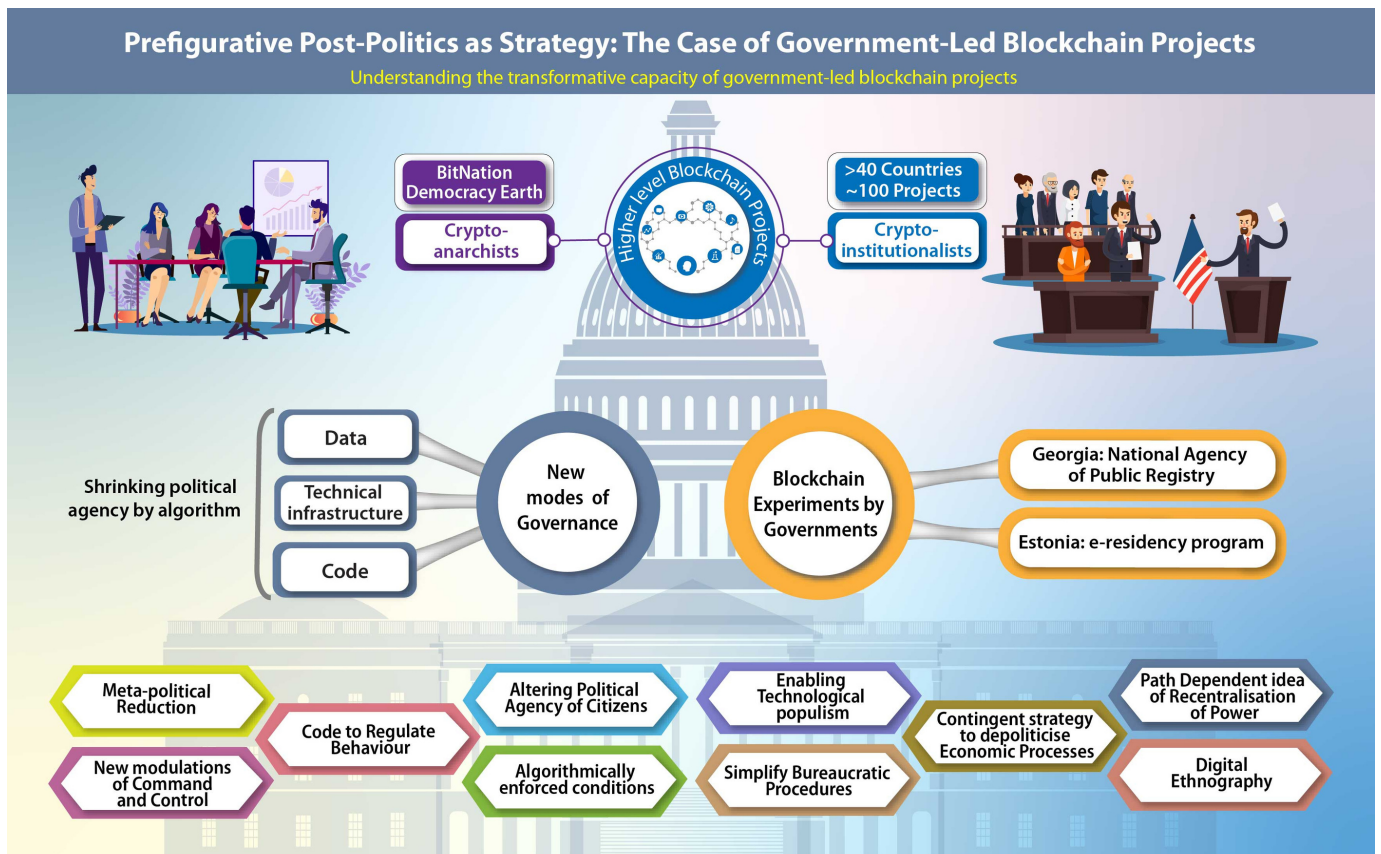 Prefigurative Post-Politics as Strategy: The Case of Government-Led Blockchain Projects
Understanding the transformative capacity of government-led blockchain projects
BitNation
Democracy Earth
Crypto-
anarchists
Higher level Blockchain Projects
>40 Countries
~100 Projects
Crypto-
institutionalists
Shrinking political
agency by algorithm
Data
Technical
infrastructure
Code
New
modes of
Governance
Blockchain
Experiments by
Governments
Georgia: National Agency
of Public Registry
Estonia: e-residency program
Meta-political
Reduction
New modulations
of Command
and Control
Code to Regulate
Behaviour
Altering Political
Agency of Citizens
Algorithmically
enforced conditions
Enabling
Technological
populism
Simplify Bureaucratic
Procedures
Contingent strategy
to depoliticise
Economic Processes
Path Dependent idea
of Recentralisation
of Power
Digital
Ethnography